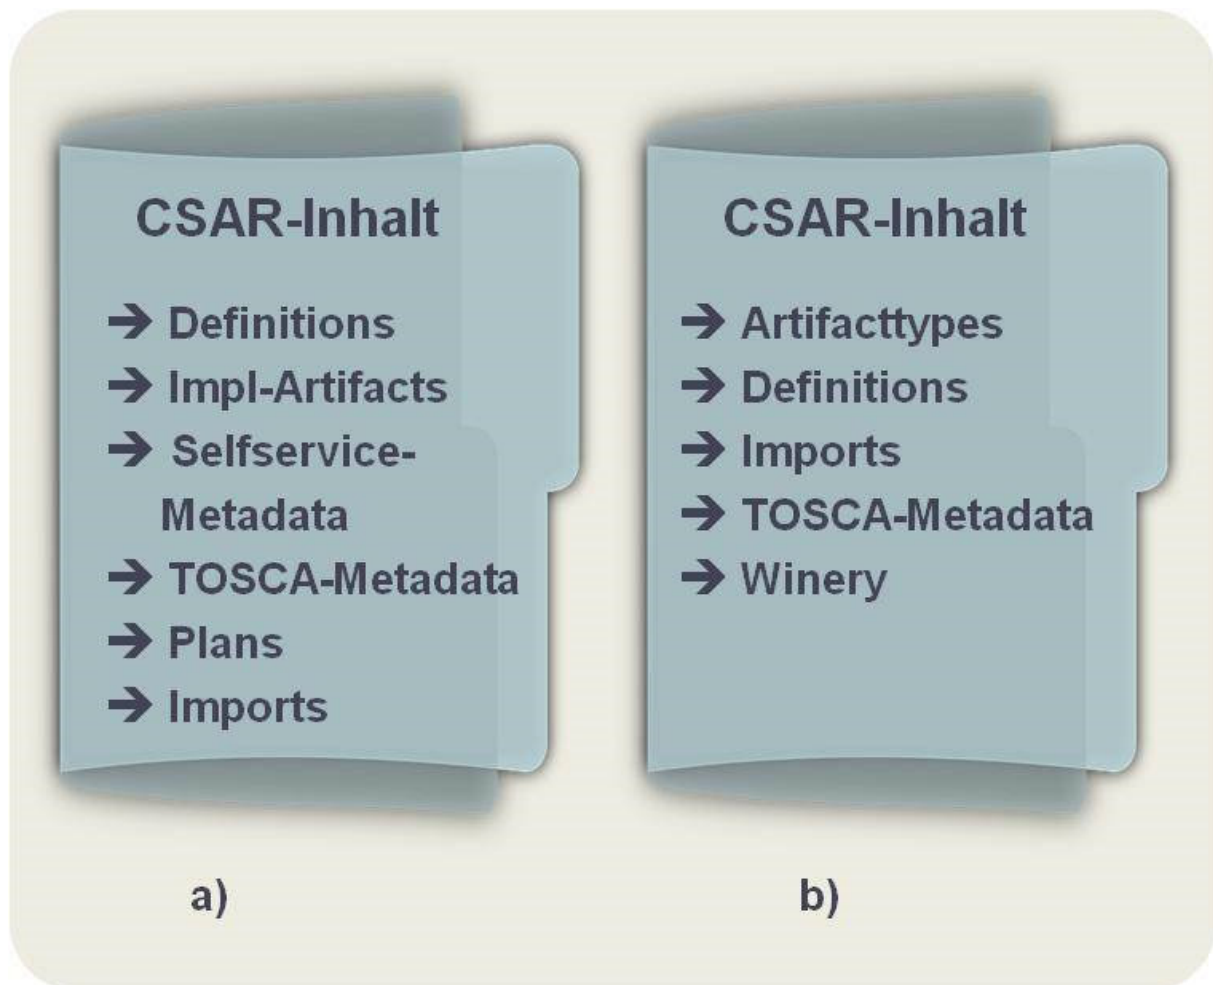 CSAR-Inhalt
➔ Definitions
➔ Impl-Artifacts
➔ Selfservice-
Metadata
➔ TOSCA-Metadata
➔ Plans
➔ Imports
a)
CSAR-Inhalt
➔ Artifacttypes
➔ Definitions
➔ Imports
➔ TOSCA-Metadata
➔ Winery
b)